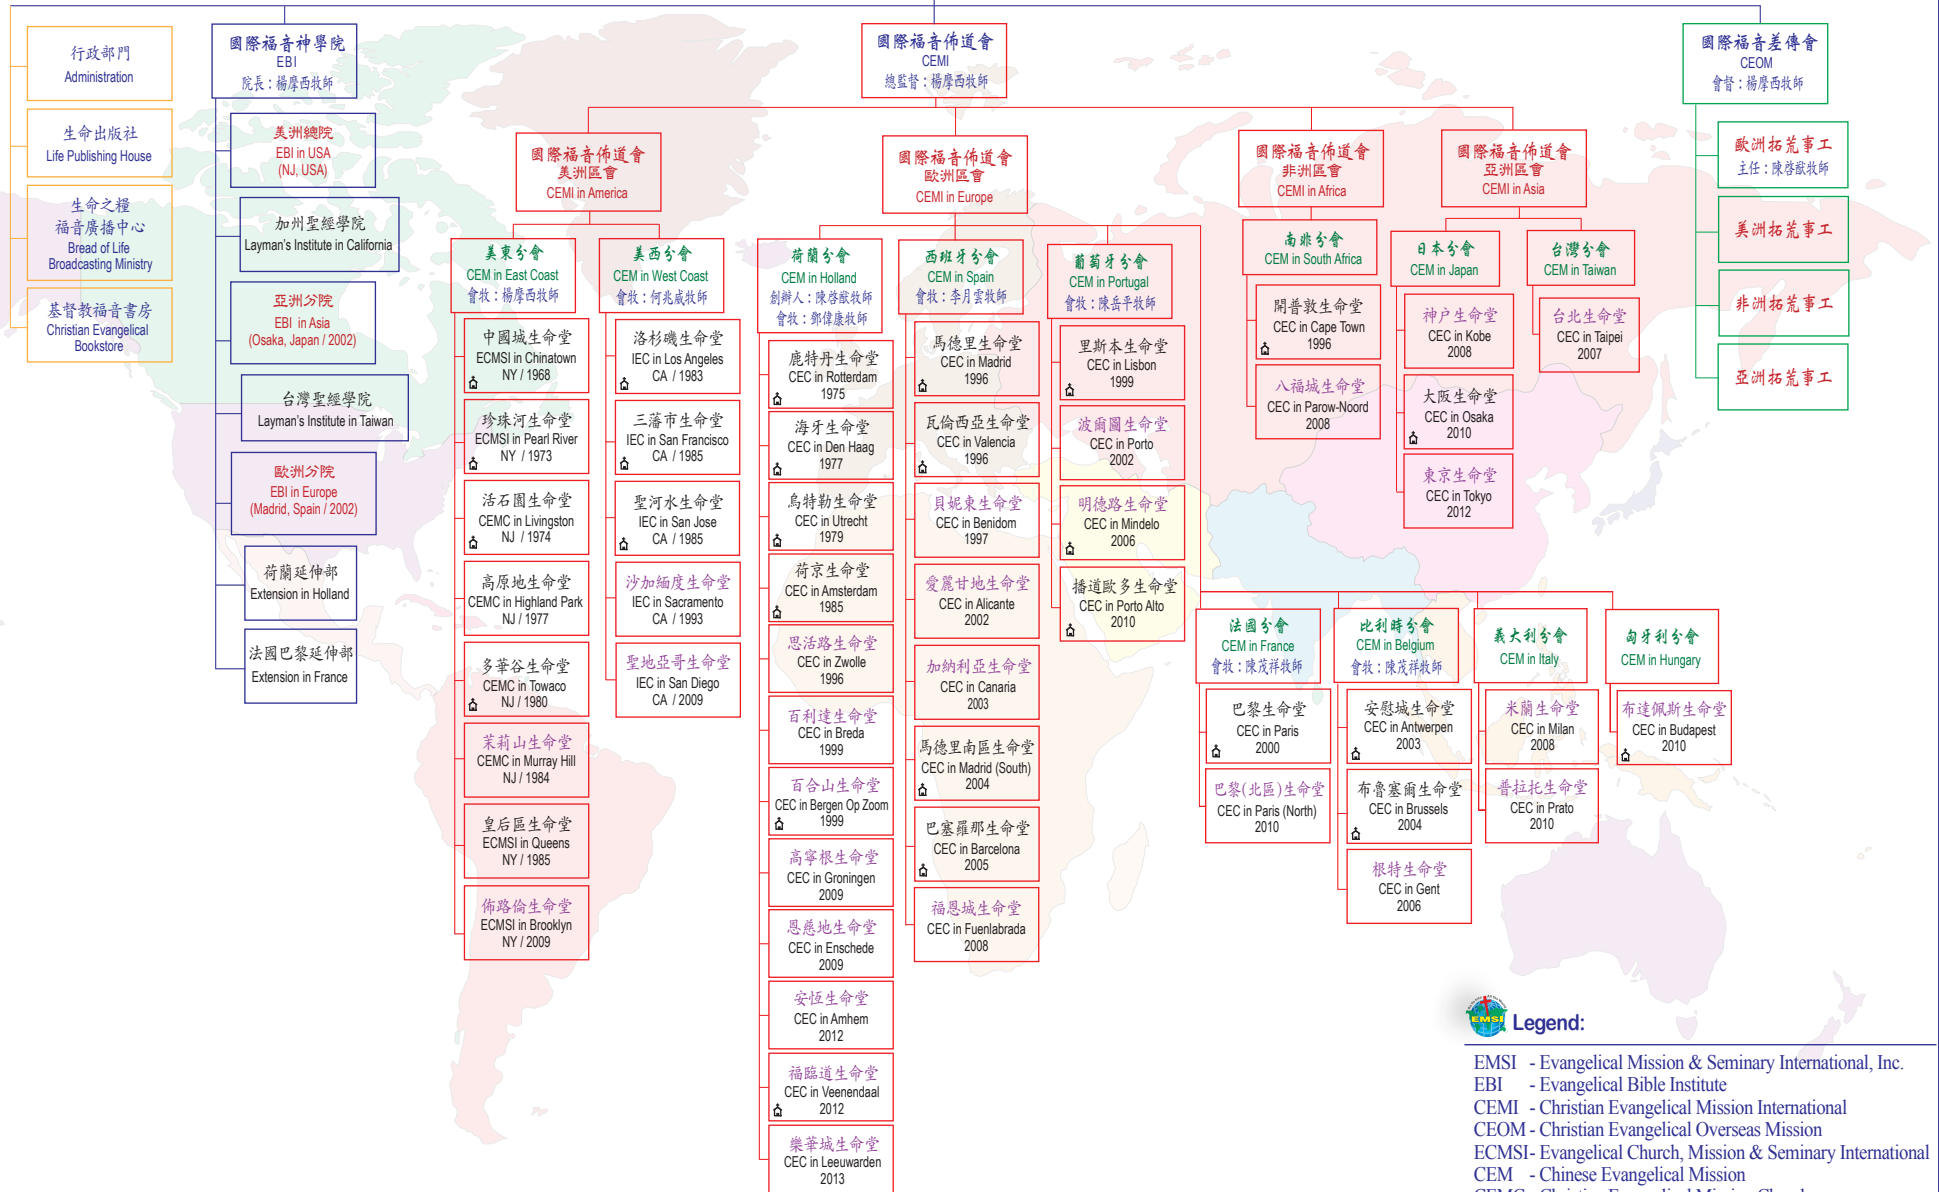 行政部門
Administration
生命出版社
Life Publishing House
生命之糧
福音廣播中心
Bread of Life
Broadcasting Ministry
基督教福音書房
Christian Evangelical
Bookstore
國際福音神學院
EBI
院長：楊摩西牧師
美洲總院
EBI in USA
(NJ, USA)
加州聖經學院
Layman's Institute in California
亞洲分院
EBI in Asia
(Osaka, Japan / 2002)
台灣聖經學院
Layman's Institute in Taiwan
歐洲分院
EBI in Europe
(Madrid, Spain / 2002)
荷蘭延伸部
Extension in Holland
法國巴黎延伸部
Extension in France
國際福音佈道會
CEMI
總監督：楊摩西牧師
國際福音佈道會
美洲區會
CEMI in America
美東分會
CEM in East Coast
會牧：楊摩西牧師
中國城生命堂
ECMSI in Chinatown
NY / 1968
珍珠河生命堂
ECMSI in Pearl River
NY / 1973
活石園生命堂
CEMC in Livingston
NJ / 1974
高原地生命堂
CEMC in Highland Park
NJ / 1977
多華谷生命堂
CEMC in Towaco
NJ / 1980
茉莉山生命堂
CEMC in Murray Hill
NJ / 1984
皇后區生命堂
ECMSI in Queens
NY / 1985
佈路倫生命堂
ECMSI in Brooklyn
NY / 2009
美西分會
CEM in West Coast
會牧：何兆威牧師
洛杉磯生命堂
IEC in Los Angeles
CA / 1983
三藩市生命堂
IEC in San Francisco
CA / 1985
聖河水生命堂
IEC in San Jose
CA / 1985
沙加緬度生命堂
IEC in Sacramento
CA / 1993
聖地亞哥生命堂
IEC in San Diego
CA / 2009
國際福音佈道會
歐洲區會
CEMI in Europe
荷蘭分會
CEM in Holland
創辦人：陳啓猷牧師
會牧：鄧偉康牧師
鹿特丹生命堂
CEC in Rotterdam
1975
海牙生命堂
CEC in Den Haag
1977
烏特勒生命堂
CEC in Utrecht
1979
荷京生命堂
CEC in Amsterdam
1985
恩活路生命堂
CEC in Zwolle
1996
百利達生命堂
CEC in Breda
1999
百合山生命堂
CEC in Bergen Op Zoom
1999
高寧根生命堂
CEC in Groningen
2009
恩慈地生命堂
CEC in Enschede
2009
安恆生命堂
CEC in Arnhem
2012
福臨道生命堂
CEC in Veenendaal
2012
樂華城生命堂
CEC in Leeuwarden
2013
西班牙分會
CEM in Spain
會牧：李月雲牧師
馬德里生命堂
CEC in Madrid
1996
瓦倫西亞生命堂
CEC in Valencia
1996
貝妮東生命堂
CEC in Benidom
1997
愛麗甘地生命堂
CEC in Alicante
2002
加納利亞生命堂
CEC in Canaria
2003
馬德里南區生命堂
CEC in Madrid (South)
2004
巴塞羅那生命堂
CEC in Barcelona
2005
福恩城生命堂
CEC in Fuenlabrada
2008
葡萄牙分會
CEM in Portugal
會牧：陳岳平牧師
里斯本生命堂
CEC in Lisbon
1999
波爾圖生命堂
CEC in Porto
2002
明德路生命堂
CEC in Mindelo
2006
播道歐多生命堂
CEC in Porto Alto
2010
法國分會
CEM in France
會牧：陳茂祥牧師
巴黎生命堂
CEC in Paris
2000
巴黎(北區)生命堂
CEC in Paris (North)
2010
比利時分會
CEM in Belgium
會牧：陳茂祥牧師
安慰城生命堂
CEC in Antwerpen
2003
布魯塞爾生命堂
CEC in Brussels
2004
根特生命堂
CEC in Gent
2006
義大利分會
CEM in Italy
米蘭生命堂
CEC in Milan
2008
普拉托生命堂
CEC in Prato
2010
匈牙利分會
CEM in Hungary
布達佩斯生命堂
CEC in Budapest
2010
國際福音佈道會
非洲區會
CEMI in Africa
南非分會
CEM in South Africa
開普敦生命堂
CEC in Cape Town
1996
八福城生命堂
CEC in Parow-Noord
2008
國際福音佈道會
亞洲區會
CEMI in Asia
日本分會
CEM in Japan
神戶生命堂
CEC in Kobe
2008
大阪生命堂
CEC in Osaka
2010
東京生命堂
CEC in Tokyo
2012
台灣分會
CEM in Taiwan
台北生命堂
CEC in Taipei
2007
國際福音差傳會
CEOM
會督：楊摩西牧師
歐洲拓荒事工
主任：陳啓猷牧師
美洲拓荒事工
非洲拓荒事工
亞洲拓荒事工
EMSI
Legend:
EMSI - Evangelical Mission & Seminary International, Inc.
EBI - Evangelical Bible Institute
CEMI - Christian Evangelical Mission International
CEOM - Christian Evangelical Overseas Mission
ECMSI- Evangelical Church, Mission & Seminary International
CEM - Chinese Evangelical Mission
CEMC - Christian Evangelical Mission Church